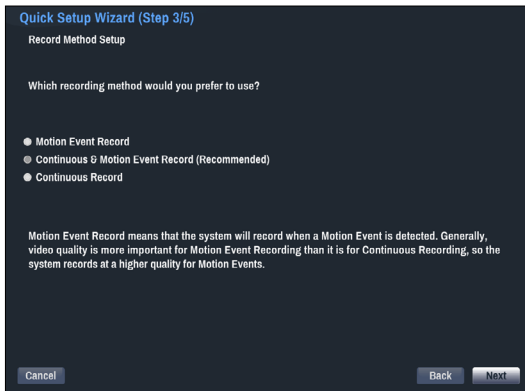 Quick Setup Wizard (Step 3/5)
Record Method Setup
Which recording method would you prefer to use?
Motion Event Record
Continuous & Motion Event Record (Recommended)
Continuous Record
Motion Event Record means that the system will record when a Motion Event is detected. Generally,
video quality is more important for Motion Event Recording than it is for Continuous Recording, so the
system records at a higher quality for Motion Events.
Cancel Back Next